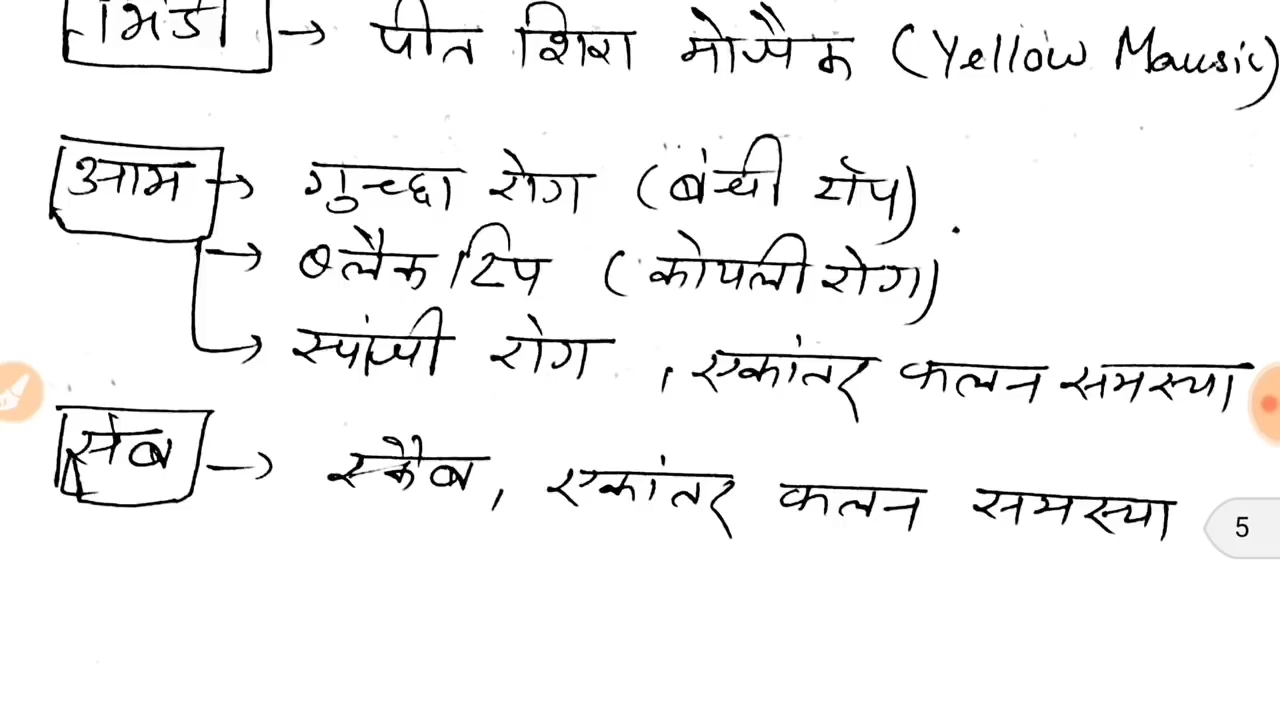 भिंडी → पीत शिरा मोजैक (Yellow Mausic)
आम → गुच्छा रोग (बंची टॉप)
→ ब्लैक टिप (कोपली रोग)
→ स्पांजी रोग, एकांतर फलन समस्या
सेब → स्कैब, एकांतर फलन समस्या
5